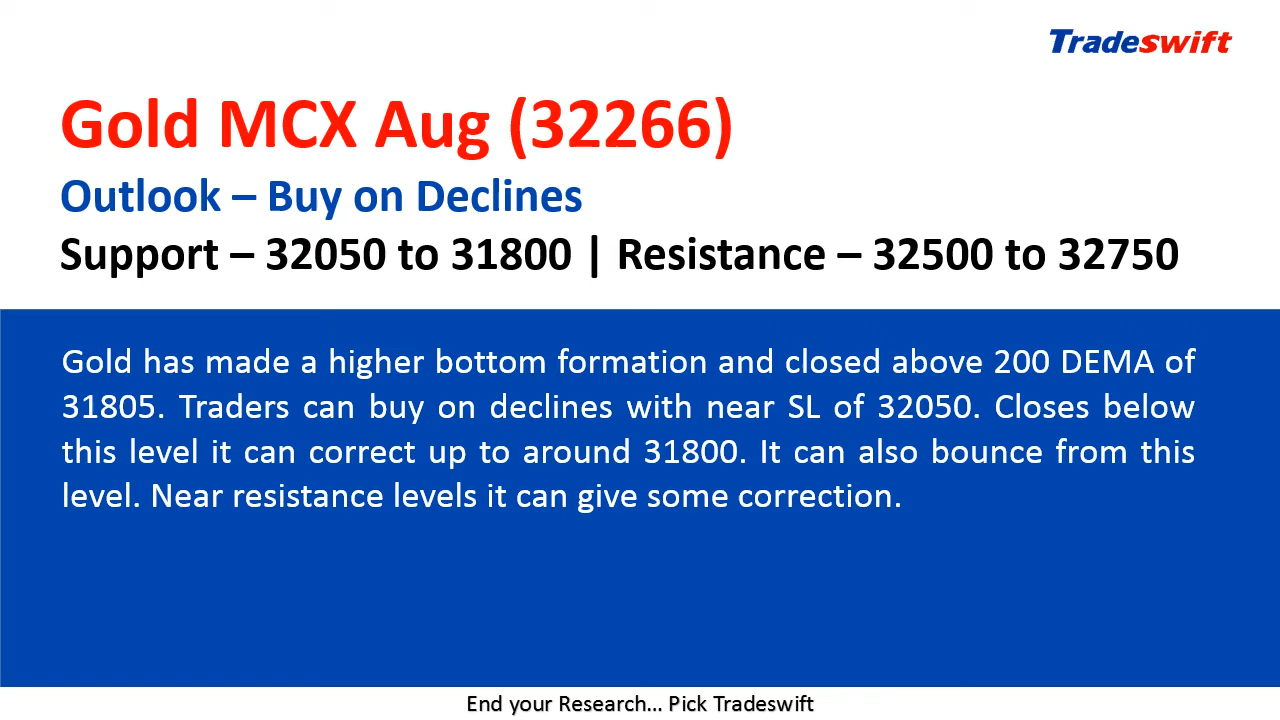 Tradeswift
Gold MCX Aug (32266)
Outlook – Buy on Declines
Support – 32050 to 31800 | Resistance – 32500 to 32750
Gold has made a higher bottom formation and closed above 200 DEMA of
31805. Traders can buy on declines with near SL of 32050. Closes below
this level it can correct up to around 31800. It can also bounce from this
level. Near resistance levels it can give some correction.
End your Research... Pick Tradeswift